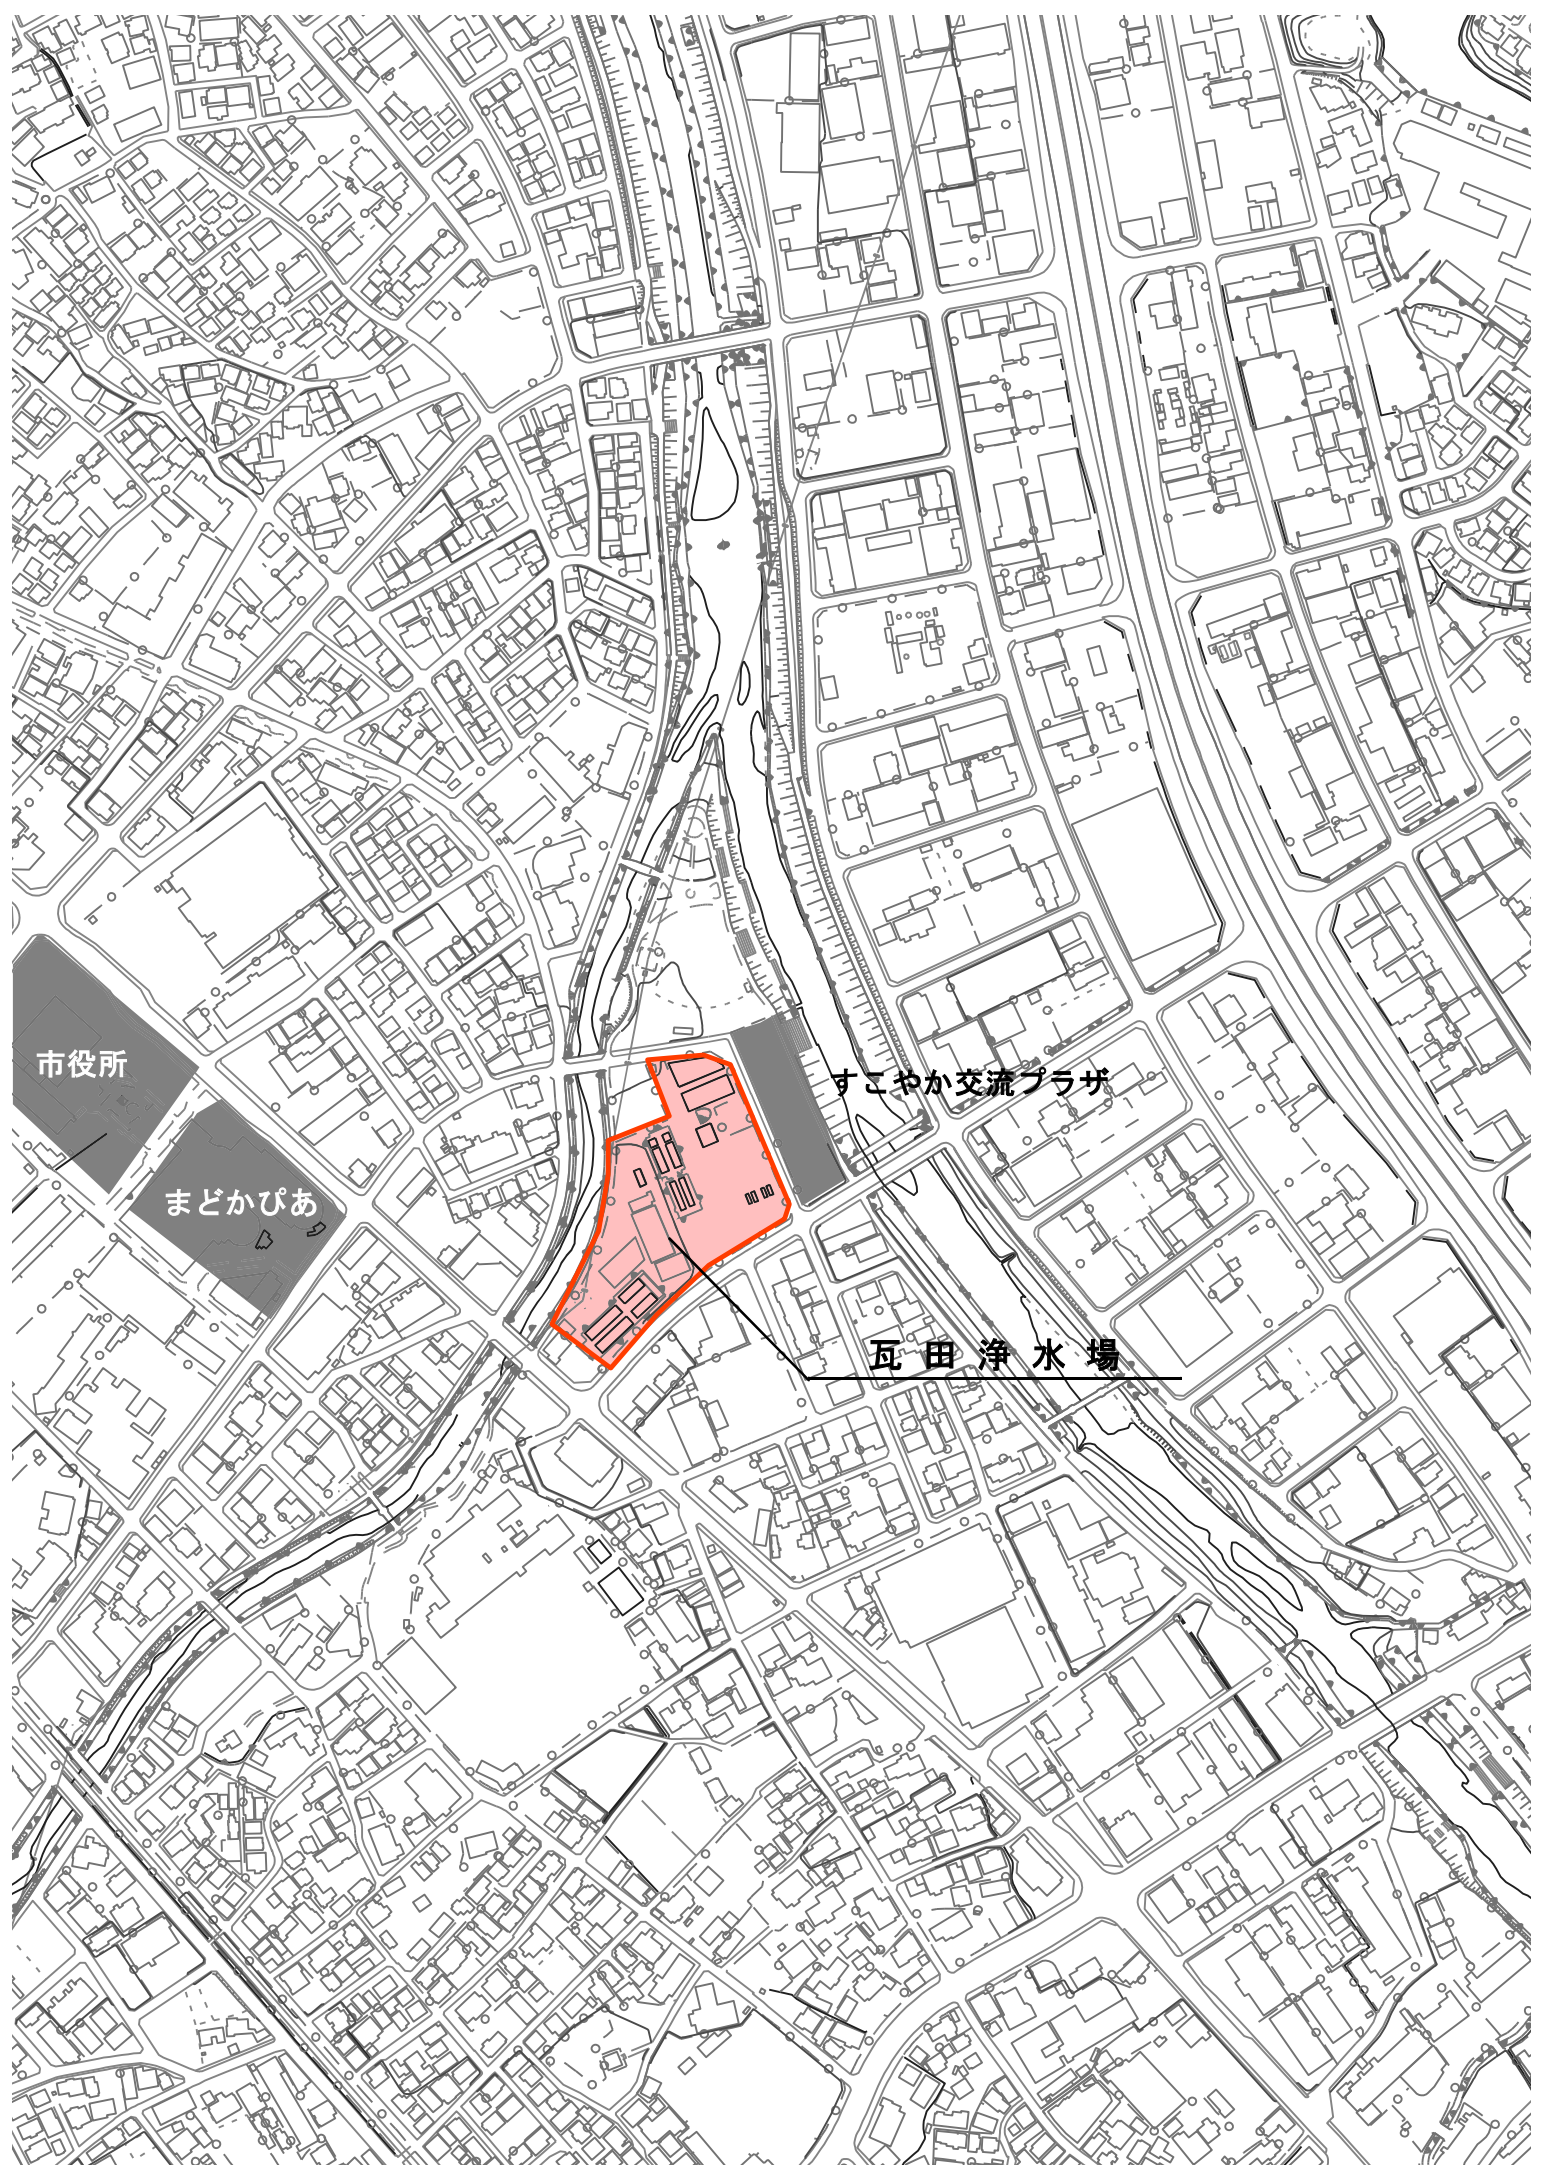 市役所
すこやか交流プラザ
まどかぴあ
瓦田浄水場